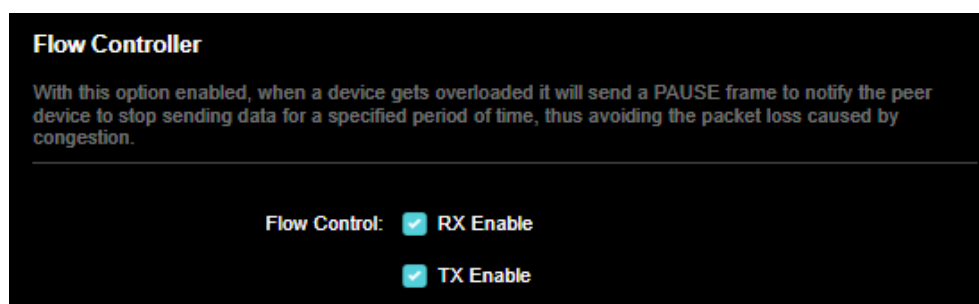 Flow Controller
With this option enabled, when a device gets overloaded it will send a PAUSE frame to notify the peer
device to stop sending data for a specified period of time, thus avoiding the packet loss caused by
congestion.
Flow Control: RX Enable
TX Enable